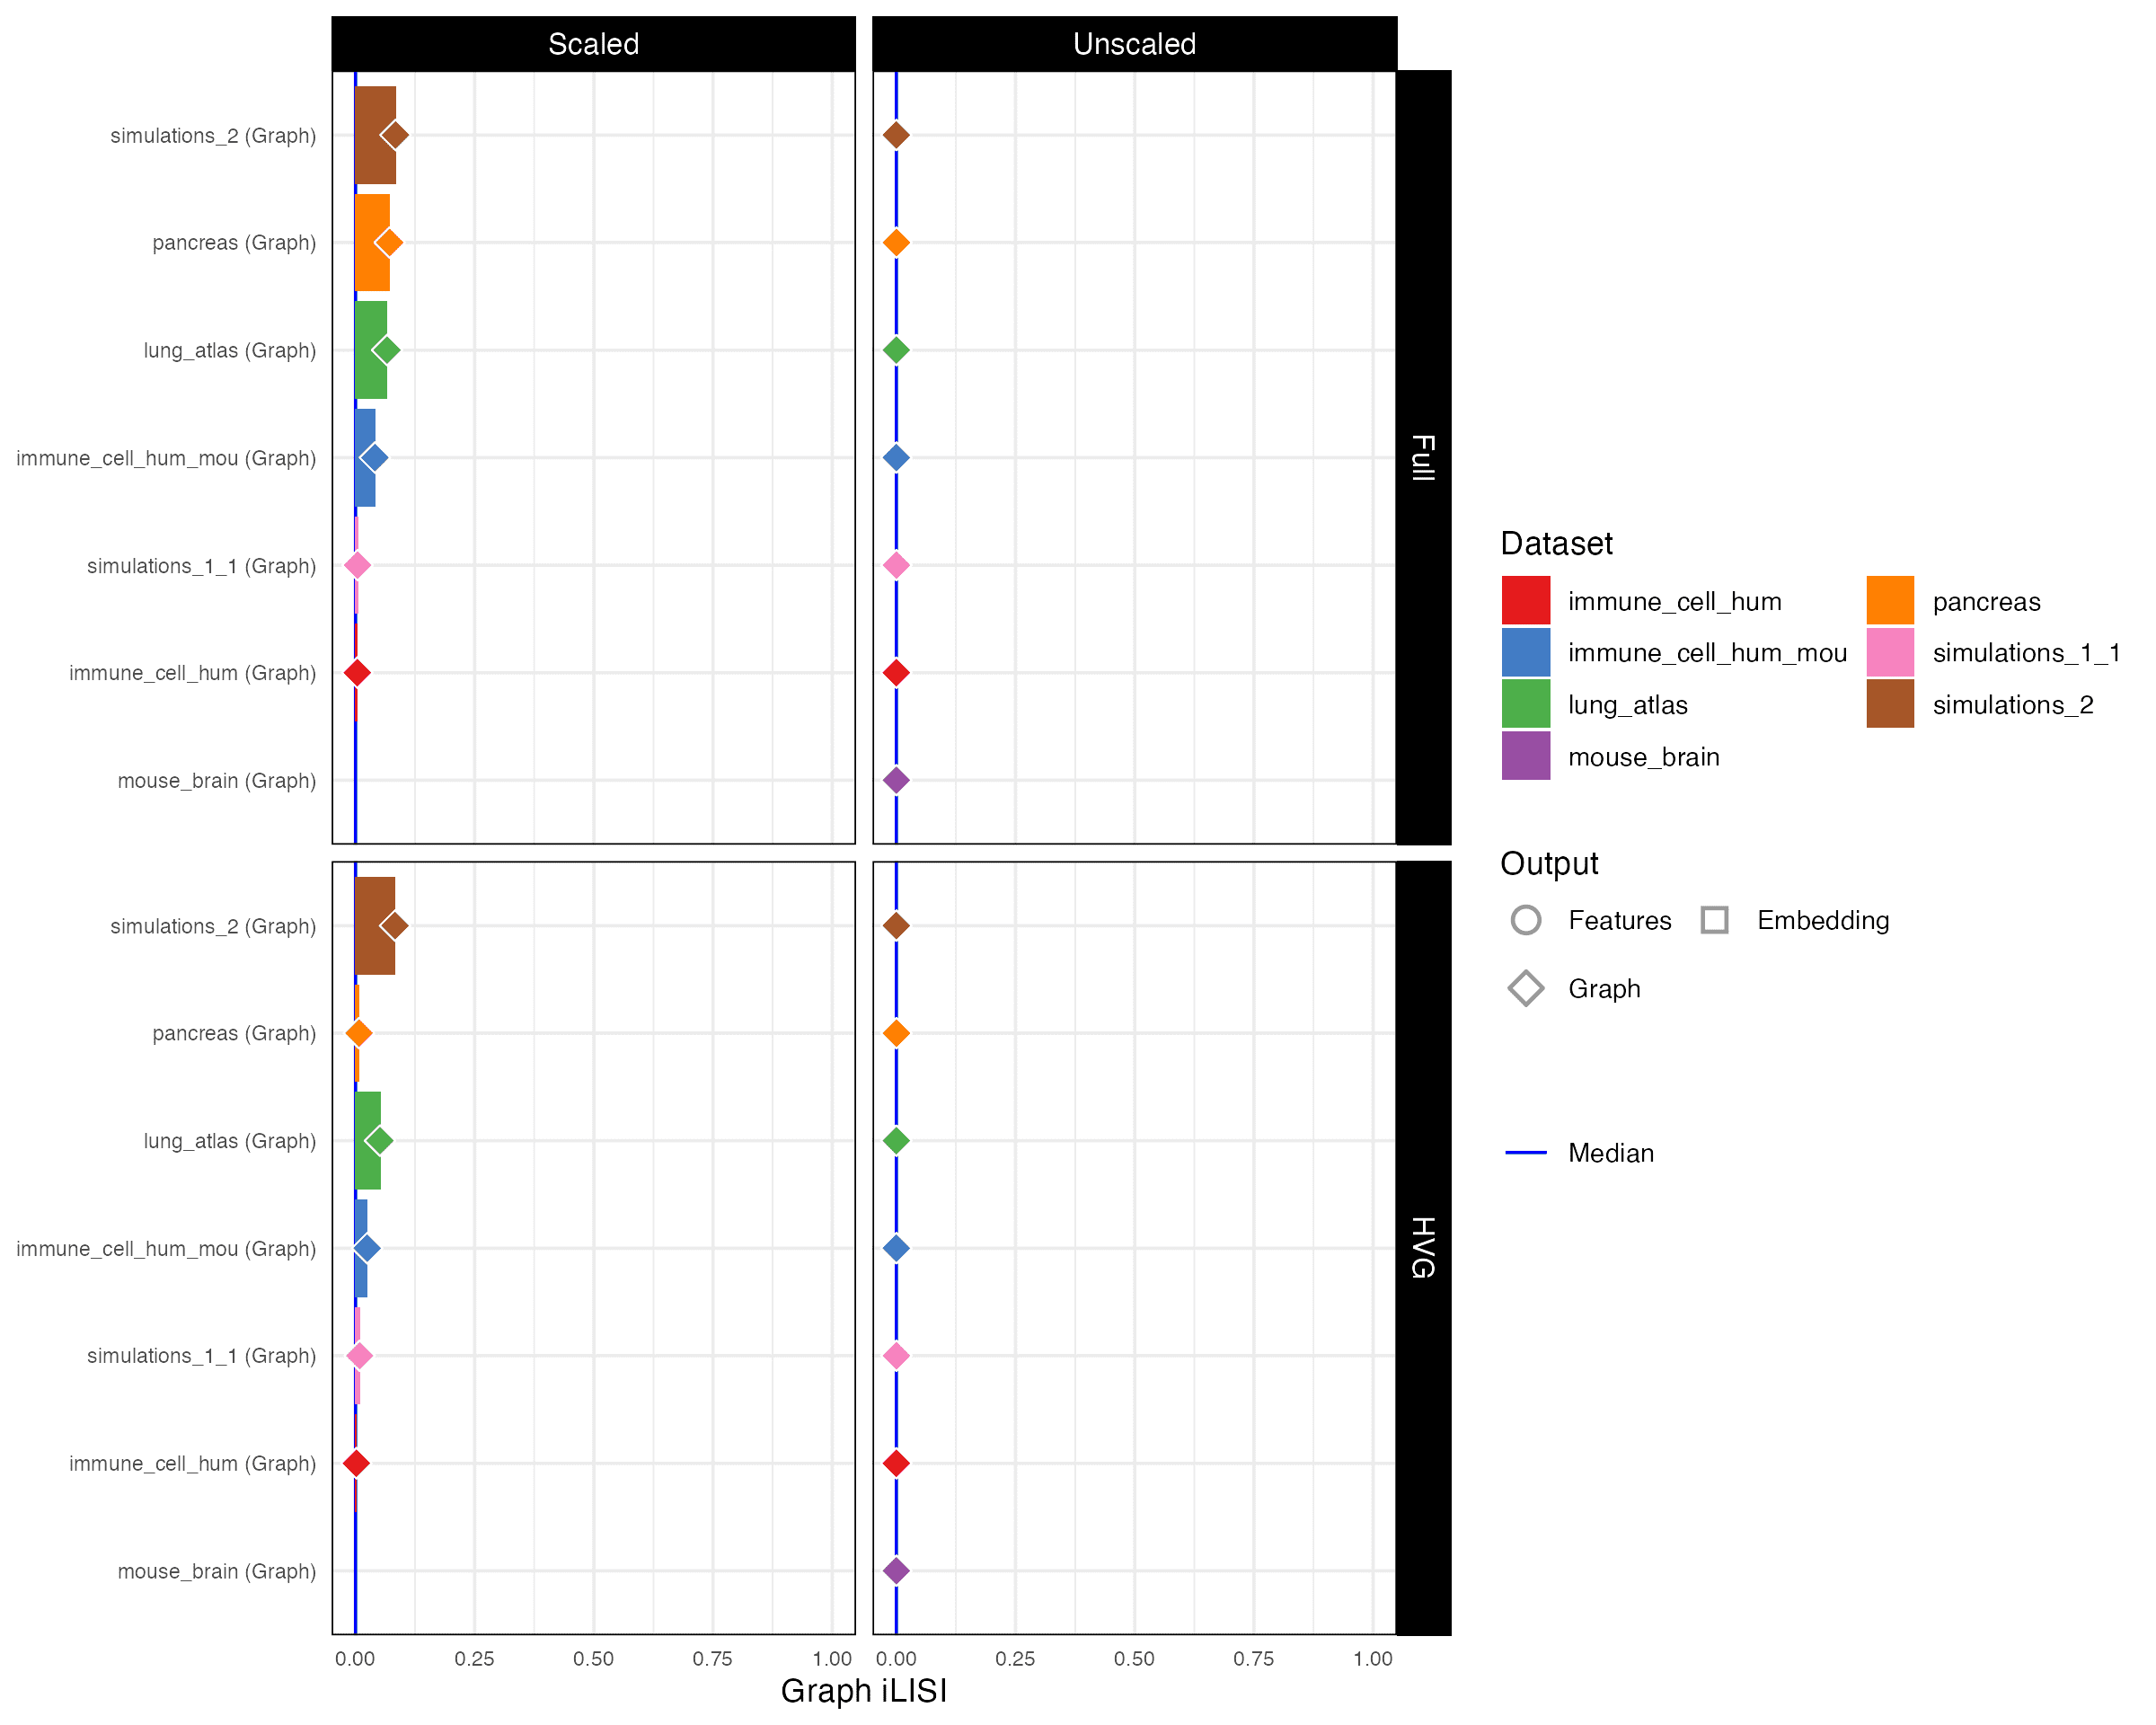 Scaled
Unscaled
simulations_2 (Graph)
pancreas (Graph)
lung_atlas (Graph)
immune_cell_hum_mou (Graph)
simulations_1_1 (Graph)
immune_cell_hum (Graph)
mouse_brain (Graph)
Full
simulations_2 (Graph)
pancreas (Graph)
lung_atlas (Graph)
immune_cell_hum_mou (Graph)
simulations_1_1 (Graph)
immune_cell_hum (Graph)
mouse_brain (Graph)
HVG
0.00 0.25 0.50 0.75 1.00
0.00 0.25 0.50 0.75 1.00
Graph iLISI
Dataset
immune_cell_hum
immune_cell_hum_mou
lung_atlas
mouse_brain
pancreas
simulations_1_1
simulations_2
Output
Features
Embedding
Graph
Median